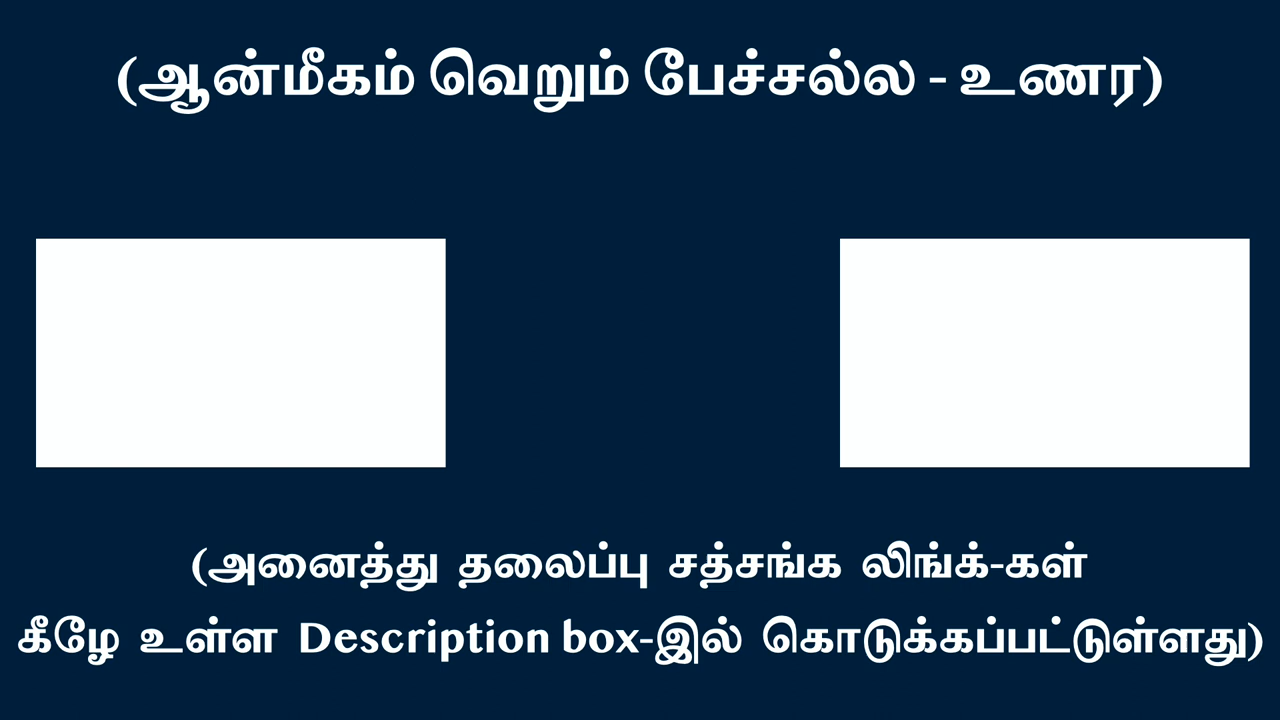 (ஆன்மீகம் வெறும் பேச்சல்ல - உணர)
(அனைத்து தலைப்பு சத்சங்க லிங்க்-கள்
கீழே உள்ள Description box-இல் கொடுக்கப்பட்டுள்ளது)